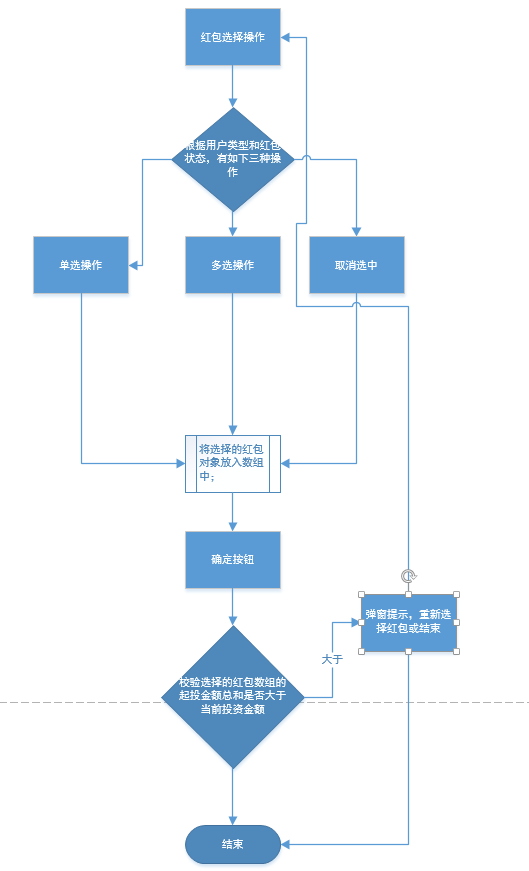 红包选择操作
根据用户类型和红包
状态，有如下三种操
作
单选操作
多选操作
取消选中
将选择的红包
对象放入数组
中；
确定按钮
弹窗提示，重新选
择红包或结束
大于
校验选择的红包数组的
起投金额总和是否大于
当前投资金额
结束